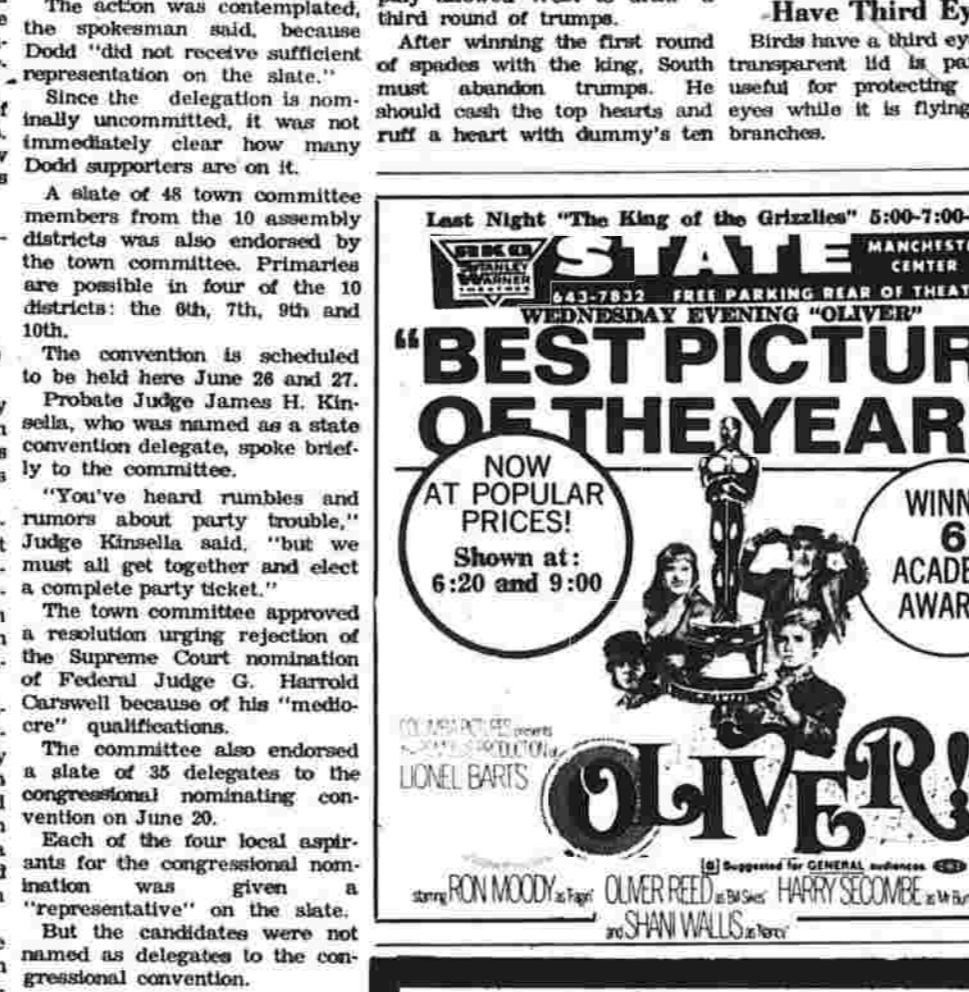 The action was contemplated,
the spokesman said, because
Dodd "did not receive sufficient
representation on the slate."
Since the delegation is nom-
inally uncommitted, it was not
immediately clear how many
Dodd supporters are on it.
A slate of 48 town committee
members from the 10 assembly
districts was also endorsed by
the town committee. Primaries
are possible in four of the 10
districts: the 6th, 7th, 9th and
10th.
The convention is scheduled
to be held here June 26 and 27.
Probate Judge James H. Kin-
sella, who was named as a state
convention delegate, spoke brief-
ly to the committee.
"You've heard rumbles and
rumors about party trouble,"
Judge Kinsella said, "but we
must all get together and elect
a complete party ticket."
The town committee approved
a resolution urging rejection of
the Supreme Court nomination
of Federal Judge G. Harrold
Carswell because of his "medio-
cre" qualifications.
The committee also endorsed
a slate of 35 delegates to the
congressional nominating con-
vention on June 20.
Each of the four local aspir-
ants for the congressional nom-
ination was given a
"representative" on the slate.
But the candidates were not
named as delegates to the con-
gressional convention.
third round of trumps.
After winning the first round
of spades with the king, South
must abandon trumps. He
should cash the top hearts and
ruff a heart with dummy's ten
Have Third
Birds have a third
transparent lid is
useful for protecting
eyes while it is flying
branches.
Last Night "The King of the Grizzlies" 5:00-7:00-
RKO
STANLEY
WARNER
THEATRES
STATE
CENTER
643-7832 FREE PARKING REAR OF
WEDNESDAY EVENING "OLIVER"
"BEST
OF THE YEAR
NOW
AT POPULAR
PRICES!
Shown at:
6:20 and 9:00
6
COLUMBIA PICTURES presents
LIONEL BART'S
OLIVER!
[G] Suggested for GENERAL audiences
starring RON MOODY as Fagin OLIVER REED as Bill Sikes HARRY SECOMBE as Mr
and SHANI WALLIS as Nancy